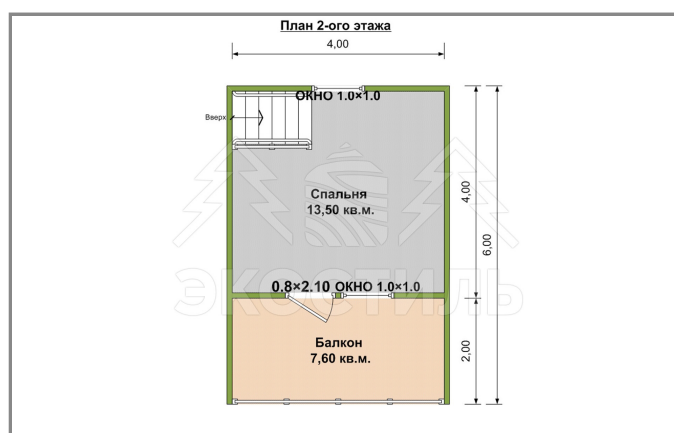 План 2-ого этажа
4,00
ОКНО 1.0×1.0
Вверх
Спальня
13,50 кв.м.
4,00
6,00
ЭКОСТИЛЬ
0.8×2.10 ОКНО 1.0×1.0
Балкон
7,60 кв.м.
2,00